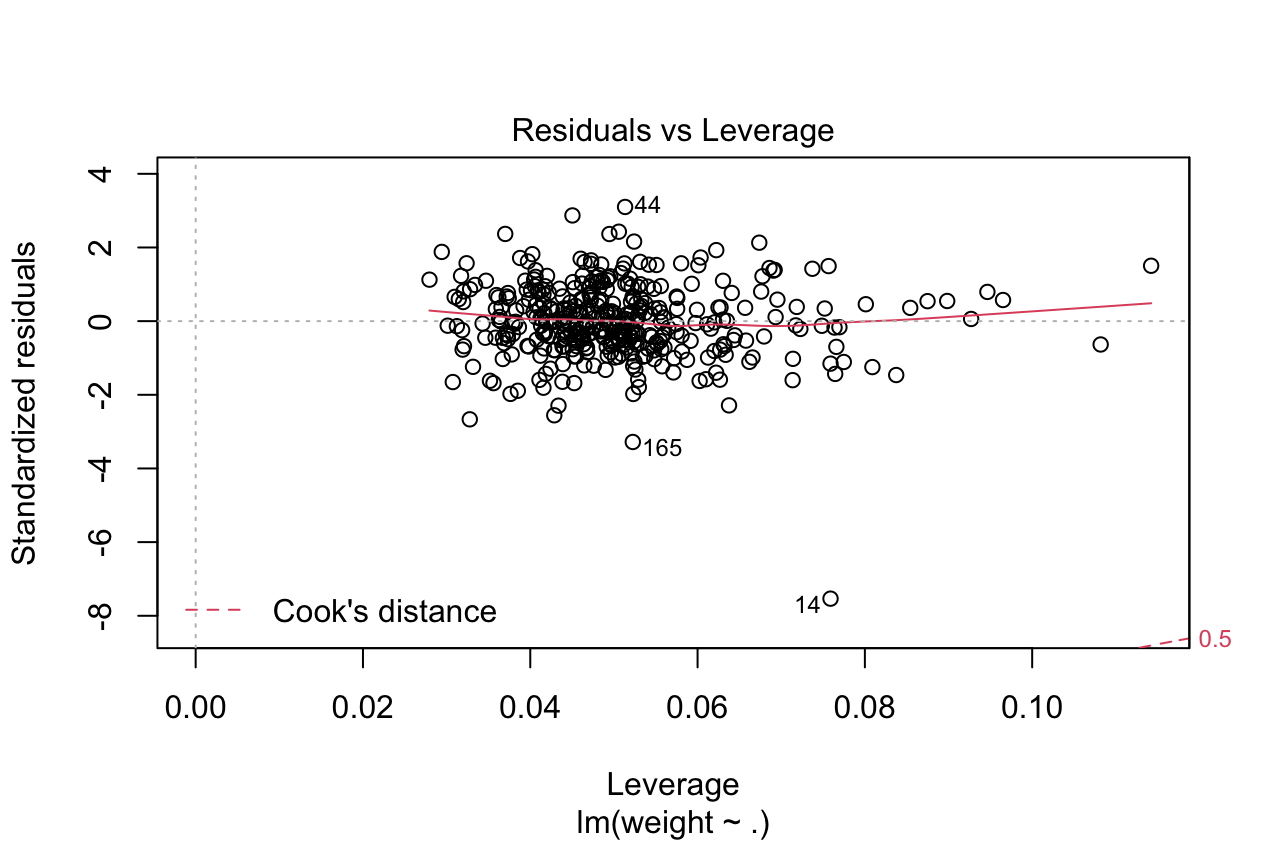 Residuals vs Leverage
Standardized residuals
4
2
0
-2
-4
-6
-8
44
165
14
Cook's distance
0.5
0.00 0.02 0.04 0.06 0.08 0.10
Leverage
lm(weight ~ .)